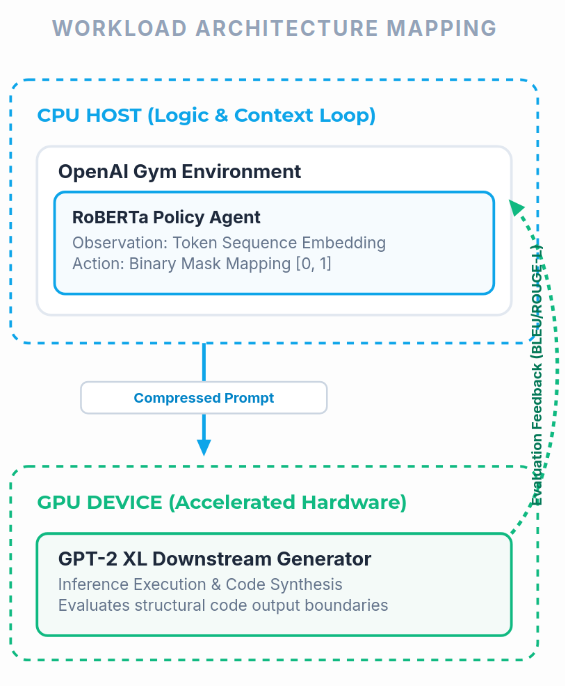 WORKLOAD ARCHITECTURE MAPPING
CPU HOST (Logic & Context Loop)
OpenAI Gym Environment
RoBERTa Policy Agent
Observation: Token Sequence Embedding
Action: Binary Mask Mapping [0, 1]
Evaluation Feedback (BLEU/ROUGE-L)
Compressed Prompt
GPU DEVICE (Accelerated Hardware)
GPT-2 XL Downstream Generator
Inference Execution & Code Synthesis
Evaluates structural code output boundaries